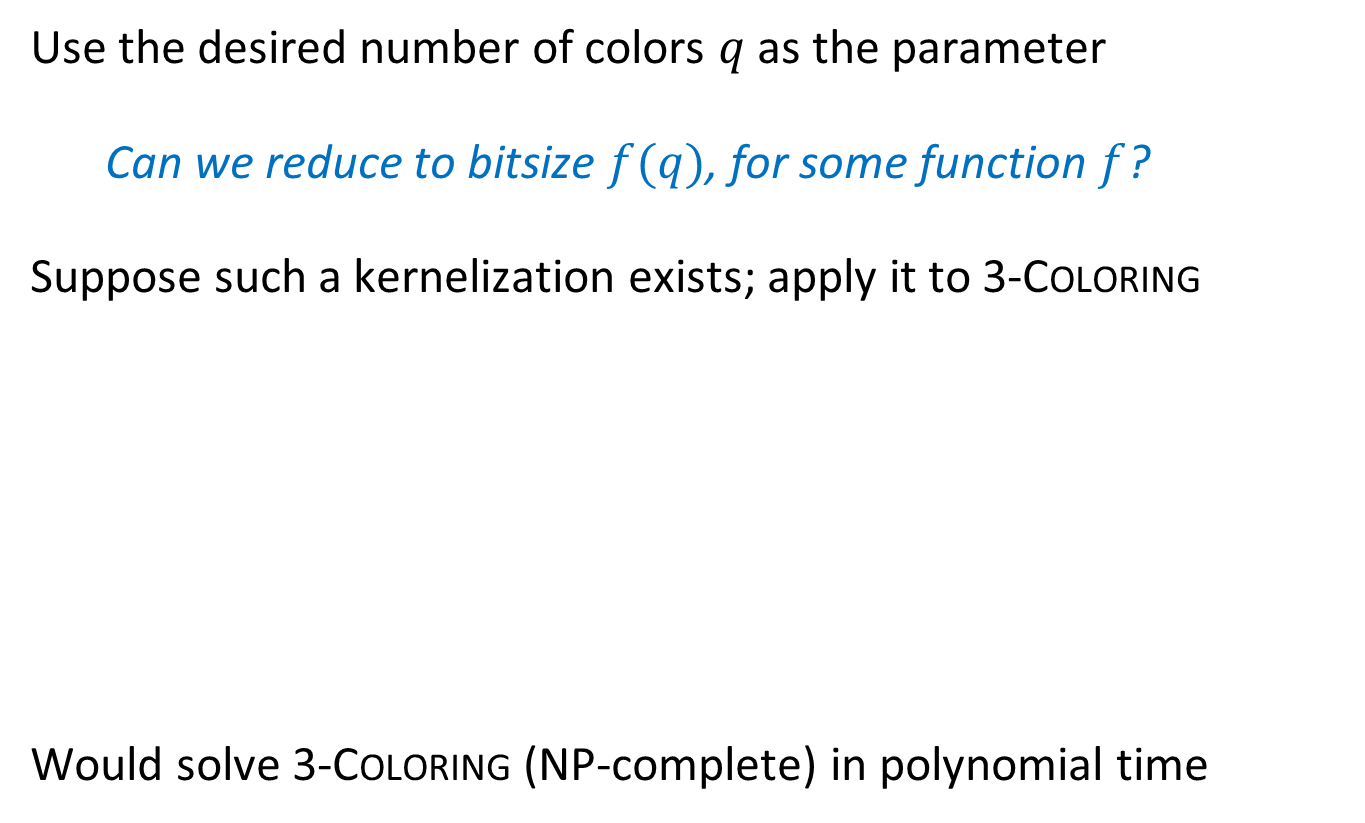 Use the desired number of colors q as the parameter
Can we reduce to bitsize f(q), for some function f?
Suppose such a kernelization exists; apply it to 3-COLORING
Would solve 3-COLORING (NP-complete) in polynomial time